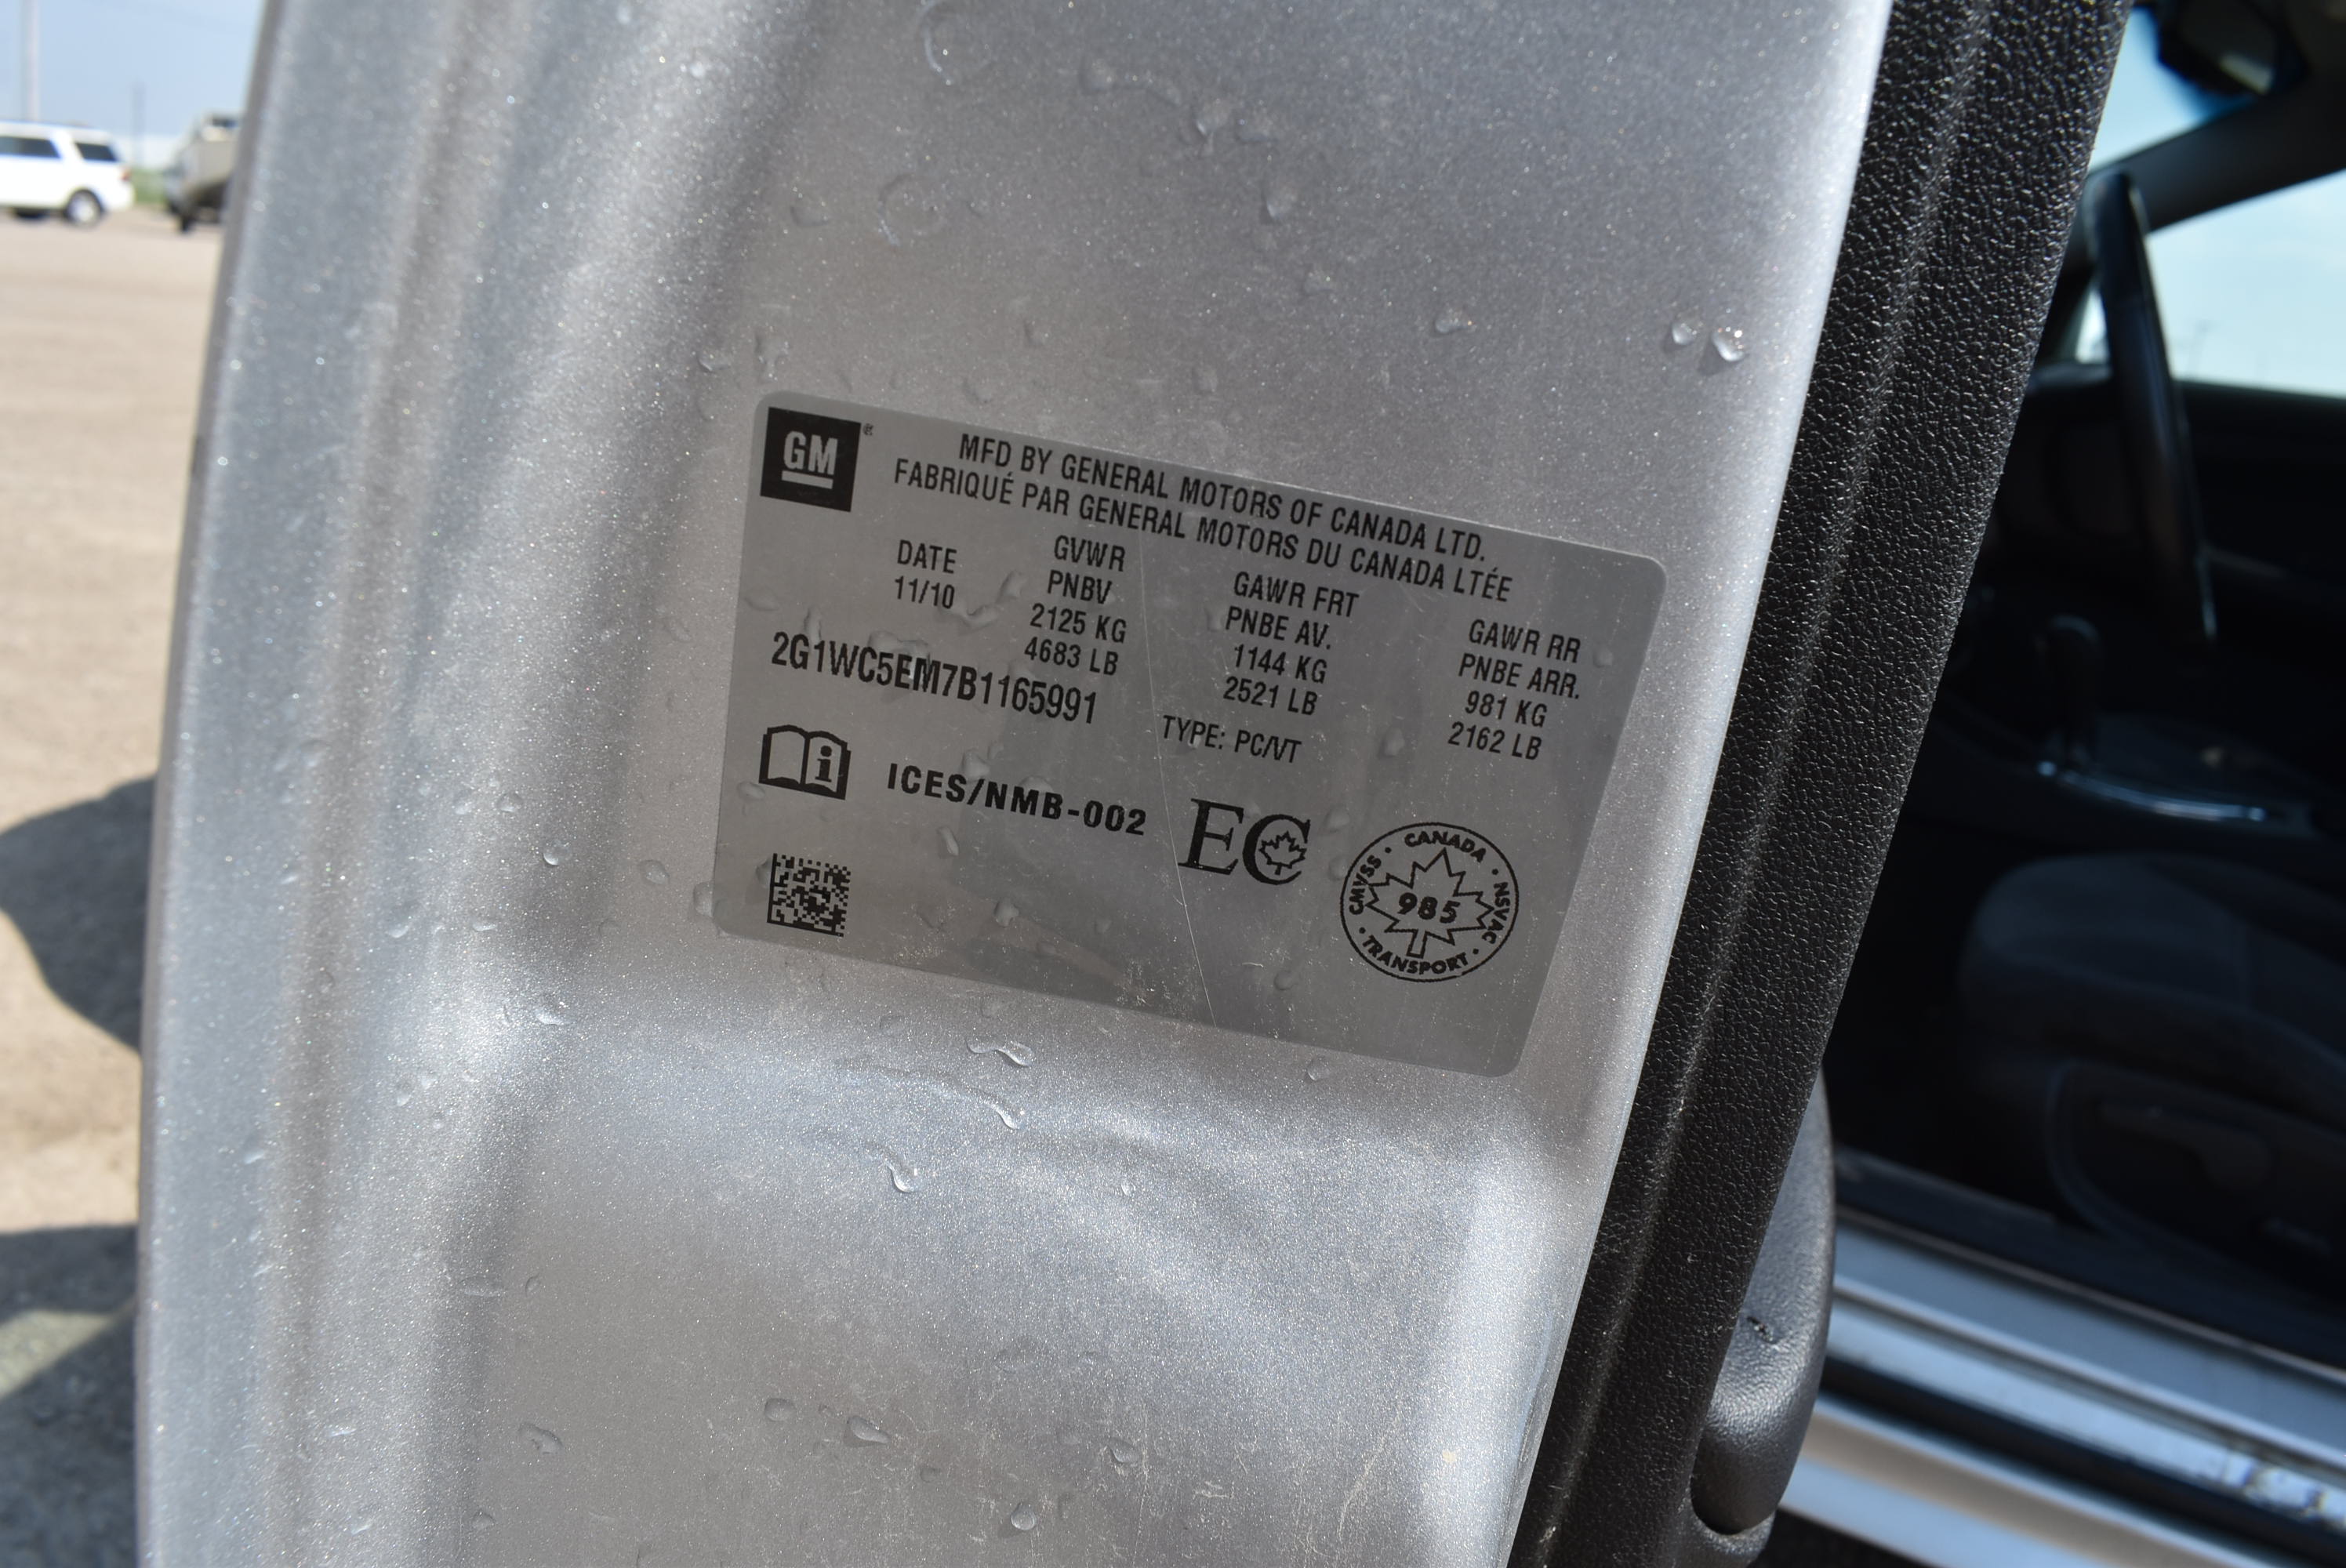 GM®
MFD BY GENERAL MOTORS OF CANADA LTD.
FABRIQUÉ PAR GENERAL MOTORS DU CANADA LTÉE
DATE
11/10
GVWR
PNBV
2125 KG
4683 LB
GAWR FRT
PNBE AV.
1144 KG
2521 LB
GAWR RR
PNBE ARR.
981 KG
2162 LB
2G1WC5EM7B1165991
TYPE: PC/VT
i
ICES/NMB-002
EC
CANADA
CMVSS · 985 · NSVAC
TRANSPORT